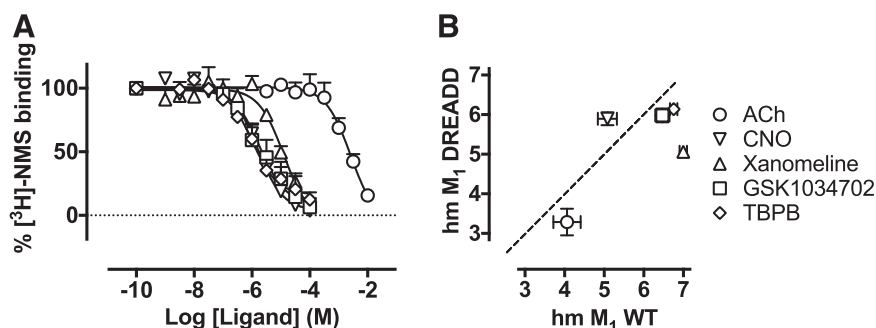 A
% [³H]-NMS binding
100
50
0
-10 -8 -6 -4 -2
Log [Ligand] (M)
B
hm M₁ DREADD
7
6
5
4
3
3 4 5 6 7
hm M₁ WT
ACh
CNO
Xanomeline
GSK1034702
TBPB